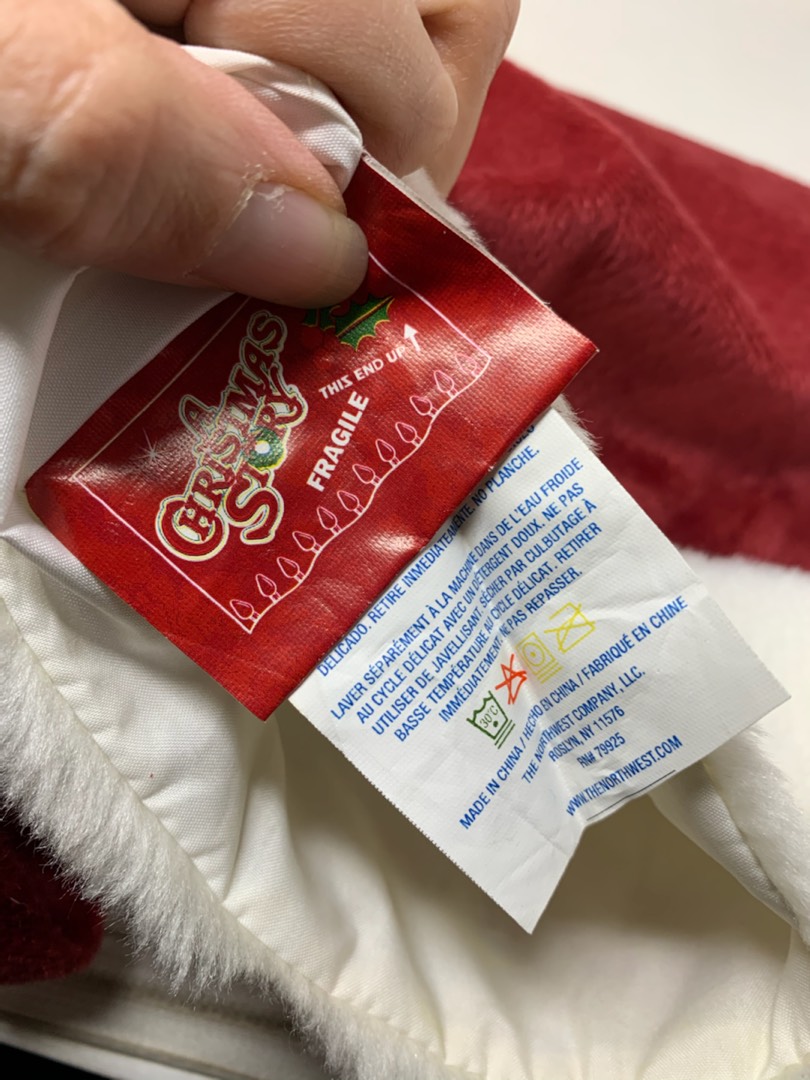 A
CHRISTMAS
STORY
THIS END UP
FRAGILE
DELICADO. RETIRE INMEDIATAMENTE. NO PLANCHE.
LAVER SÉPARÉMENT À LA MACHINE DANS DE L'EAU FROIDE
AU CYCLE DÉLICAT AVEC UN DÉTERGENT DOUX. NE PAS
UTILISER DE JAVELLISANT. SÉCHER PAR CULBUTAGE À
BASSE TEMPÉRATURE AU CYCLE DÉLICAT. RETIRER
IMMÉDIATEMENT. NE PAS REPASSER.
30°C
MADE IN CHINA / HECHO EN CHINA / FABRIQUÉ EN CHINE
THE NORTHWEST COMPANY, LLC.
ROSLYN, NY 11576
RN# 79925
WWW.THENORTHWEST.COM